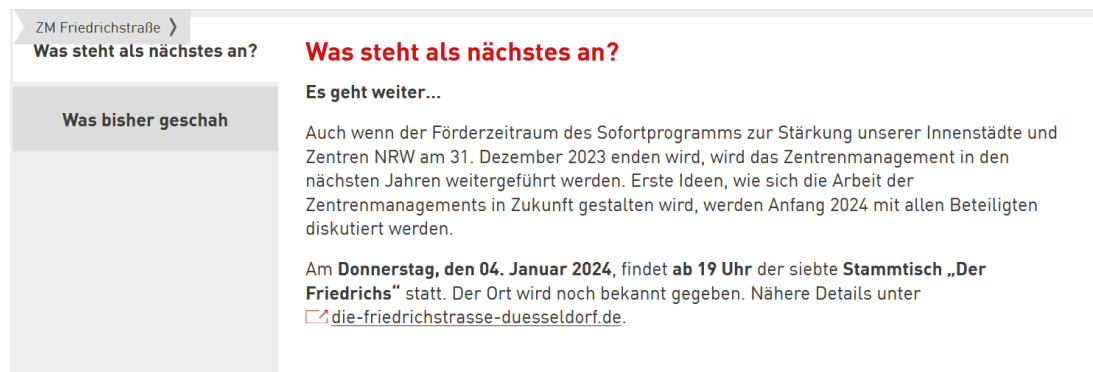 ZM Friedrichstraße
Was steht als nächstes an?
Was bisher geschah
Was steht als nächstes an?
Es geht weiter...
Auch wenn der Förderzeitraum des Sofortprogramms zur Stärkung unserer Innenstädte und
Zentren NRW am 31. Dezember 2023 enden wird, wird das Zentrenmanagement in den
nächsten Jahren weitergeführt werden. Erste Ideen, wie sich die Arbeit der
Zentrenmanagements in Zukunft gestalten wird, werden Anfang 2024 mit allen Beteiligten
diskutiert werden.
Am Donnerstag, den 04. Januar 2024, findet ab 19 Uhr der siebte Stammtisch „Der
Friedrichs“ statt. Der Ort wird noch bekannt gegeben. Nähere Details unter
die-friedrichstrasse-duesseldorf.de.